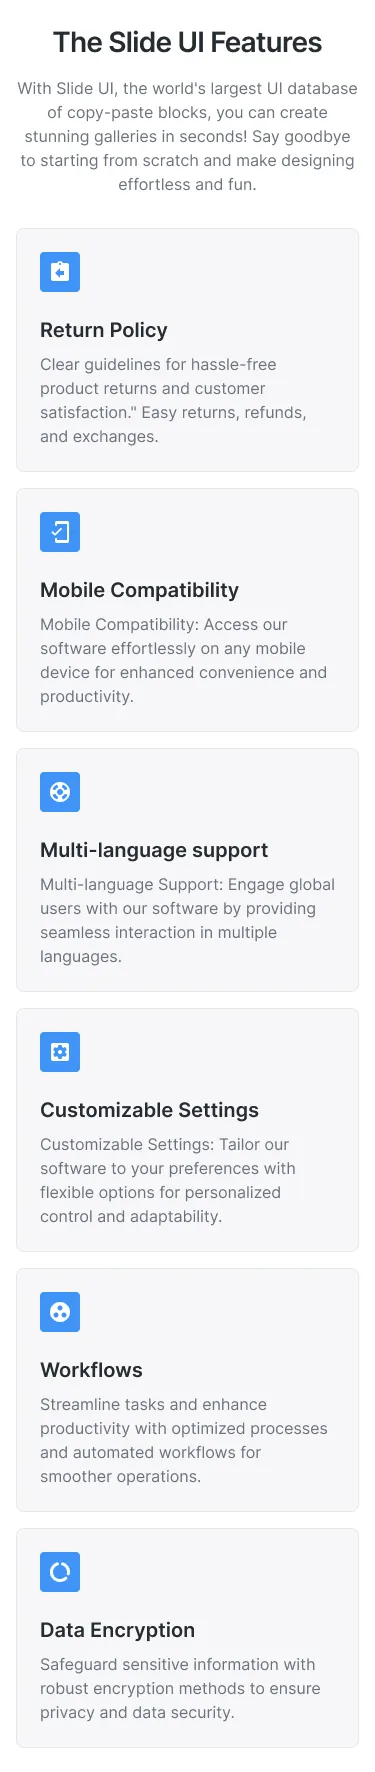 The Slide UI Features
With Slide UI, the world's largest UI database
of copy-paste blocks, you can create
stunning galleries in seconds! Say goodbye
to starting from scratch and make designing
effortless and fun.
Return Policy
Clear guidelines for hassle-free
product returns and customer
satisfaction." Easy returns, refunds,
and exchanges.
Mobile Compatibility
Mobile Compatibility: Access our
software effortlessly on any mobile
device for enhanced convenience and
productivity.
Multi-language support
Multi-language Support: Engage global
users with our software by providing
seamless interaction in multiple
languages.
Customizable Settings
Customizable Settings: Tailor our
software to your preferences with
flexible options for personalized
control and adaptability.
Workflows
Streamline tasks and enhance
productivity with optimized processes
and automated workflows for
smoother operations.
Data Encryption
Safeguard sensitive information with
robust encryption methods to ensure
privacy and data security.